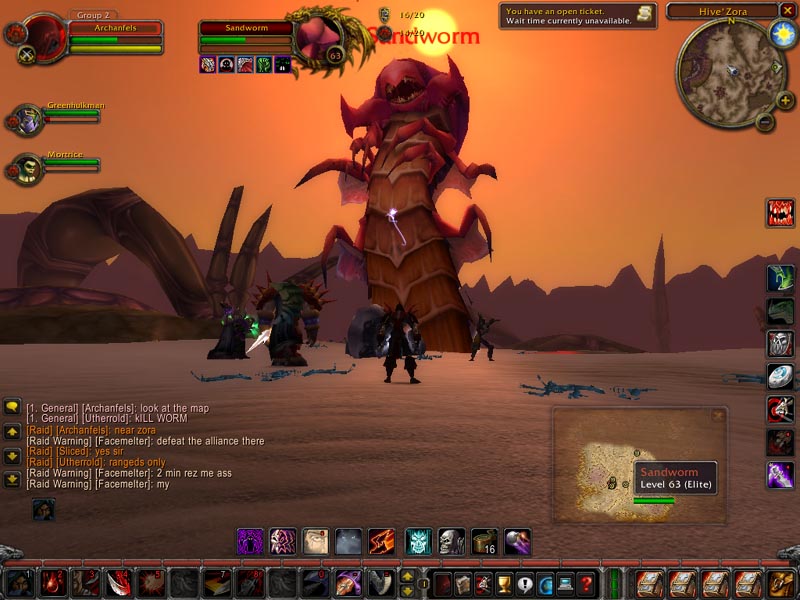 Group 2
Archanfels
Sandworm
63
16/20
Sandworm
You have an open ticket.
Wait time currently unavailable.
Hive'Zora
N
Greenhulkman
Mortrice
[1. General] [Archanfels]: look at the map
[1. General] [Utherrold]: kILL WORM
[Raid] [Archanfels]: near zora
[Raid Warning] [Facemelter]: defeat the alliance there
[Raid] [Sliced]: yes sir
[Raid] [Utherrold]: rangeds only
[Raid Warning] [Facemelter]: 2 min rez me ass
[Raid Warning] [Facemelter]: my
Sandworm
Level 63 (Elite)
16